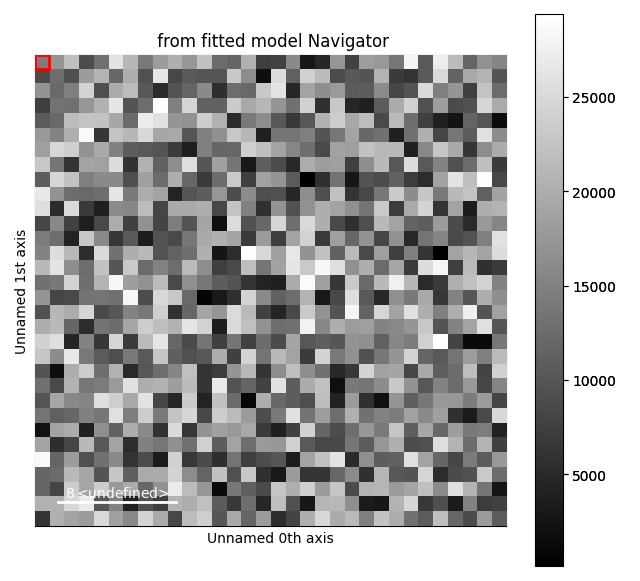 from fitted model Navigator
25000
20000
15000
10000
5000
Unnamed 1st axis
8 <undefined>
Unnamed 0th axis